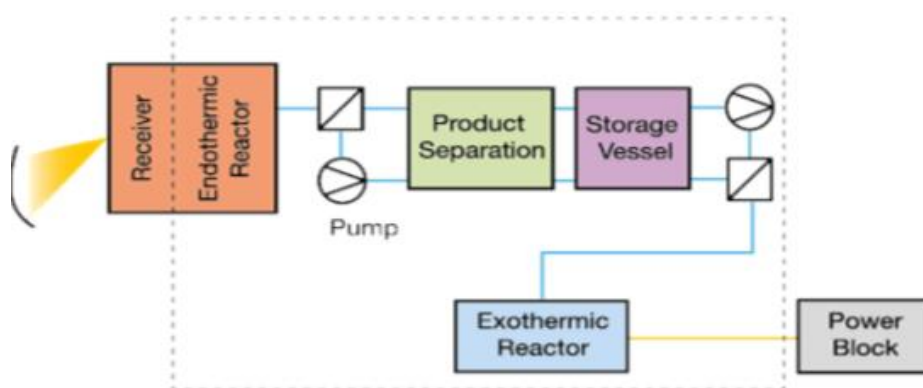 Receiver
Endothermic
Reactor
Product
Separation
Storage
Vessel
Pump
Exothermic
Reactor
Power
Block